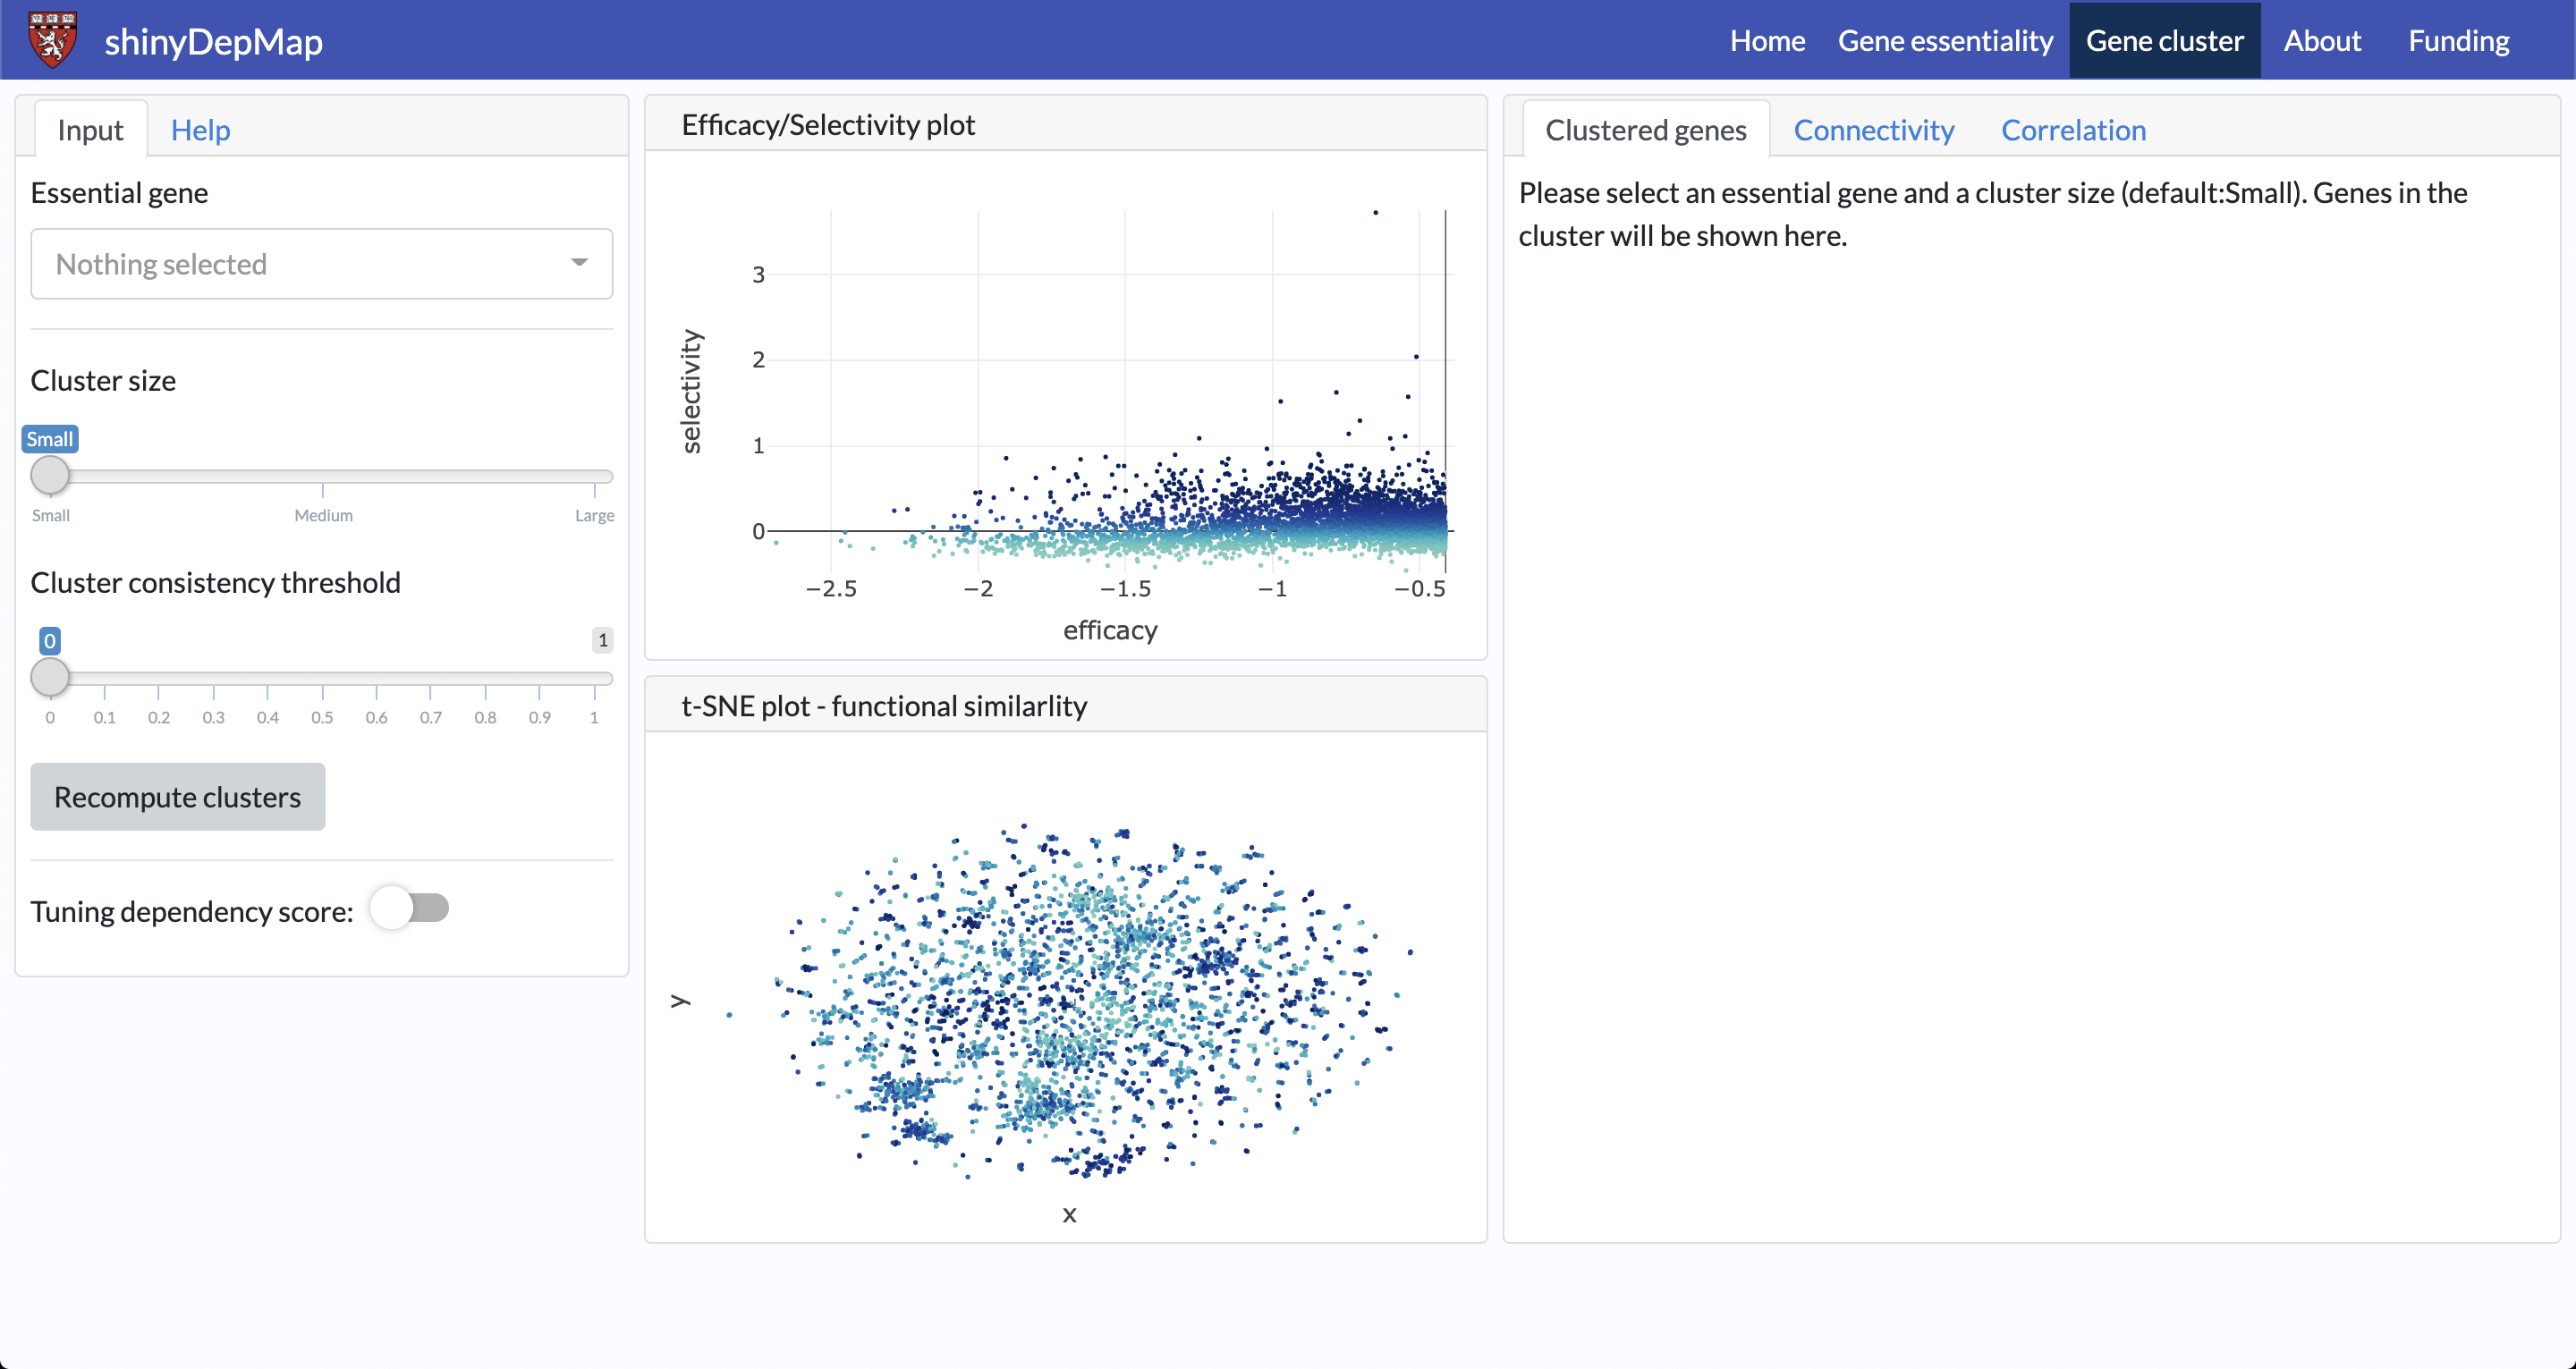 shinyDepMap
Home Gene essentiality Gene cluster About Funding
Input Help
Essential gene
Nothing selected
Cluster size
Small
Small Medium Large
Cluster consistency threshold
0 1
0 0.1 0.2 0.3 0.4 0.5 0.6 0.7 0.8 0.9 1
Recompute clusters
Tuning dependency score:
Efficacy/Selectivity plot
3
2
1
0
selectivity
−2.5 −2 −1.5 −1 −0.5
efficacy
t-SNE plot - functional similarlity
y
x
Clustered genes Connectivity Correlation
Please select an essential gene and a cluster size (default:Small). Genes in the
cluster will be shown here.